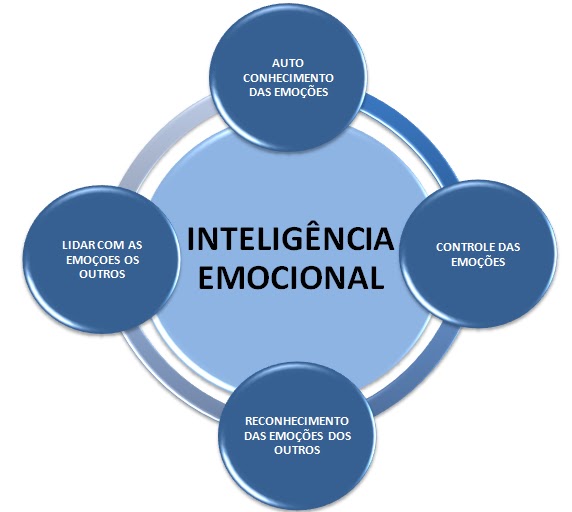 AUTO
CONHECIMENTO
DAS EMOÇÕES
LIDAR COM AS
EMOÇOES OS
OUTROS
INTELIGÊNCIA
EMOCIONAL
CONTROLE DAS
EMOÇÕES
RECONHECIMENTO
DAS EMOÇÕES DOS
OUTROS